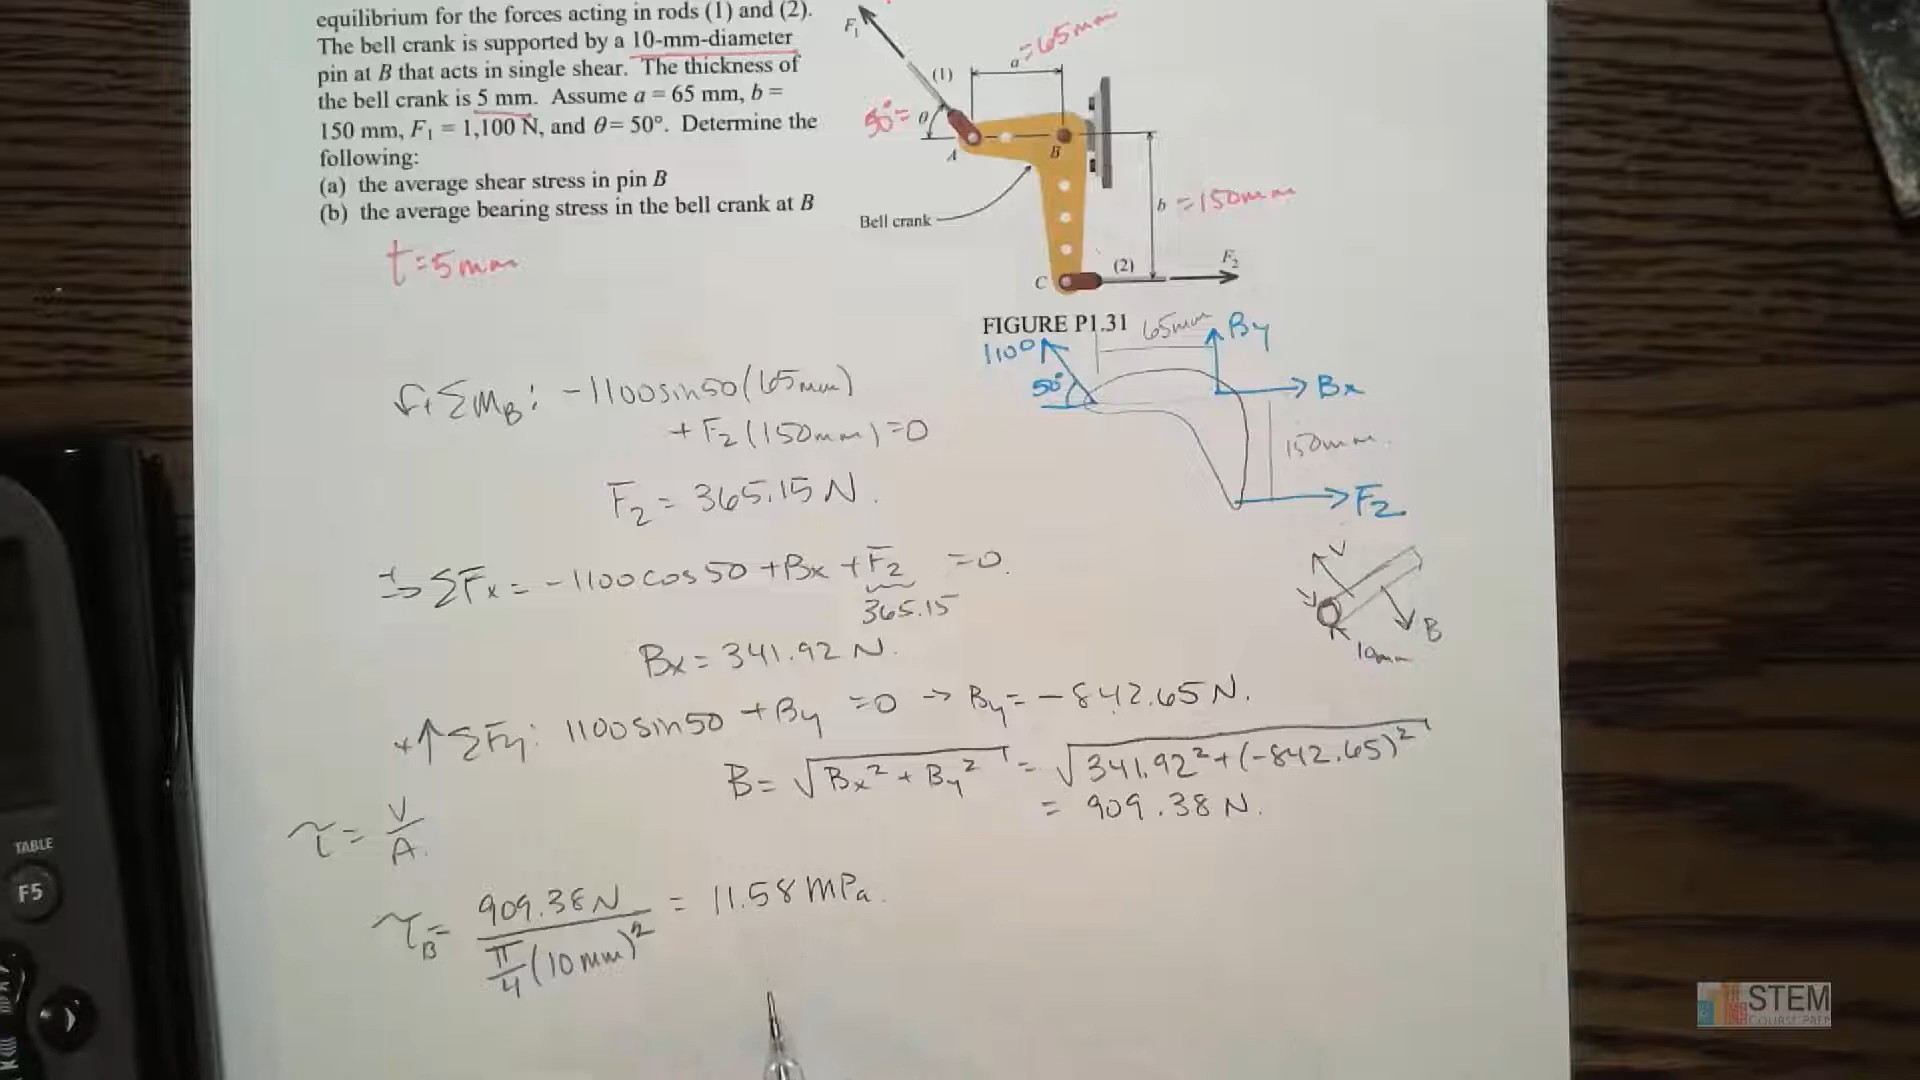 equilibrium for the forces acting in rods (1) and (2).
The bell crank is supported by a 10-mm-diameter
pin at B that acts in single shear. The thickness of
the bell crank is 5 mm. Assume a = 65 mm, b =
150 mm, F₁ = 1,100 N, and θ = 50°. Determine the
following:
(a) the average shear stress in pin B
(b) the average bearing stress in the bell crank at B
t=5mm
F₁
(1)
a =65mm
50°= θ
A
B
b =150mm
Bell crank
C
(2)
F₂
FIGURE P1.31
65mm
By
1100
50°
Bx
150mm.
F₂
V
B
10mm
+ΣM_B: -1100sin50(65mm)
+ F₂(150mm)=0
F₂ = 365.15 N.
+→ ΣFx = -1100cos50 +Bx +F₂ =0.
365.15
Bx = 341.92 N.
+↑ΣFy: 1100sin50 +By =0 → By= -842.65 N.
B= √(Bx² + By²) = √(341.92²+(-842.65)²)
= 909.38 N.
τ = V/A.
τ_B = 909.38N / (π/4 (10mm)²) = 11.58 MPa.
TABLE
F5
STEM
COURSE PREP